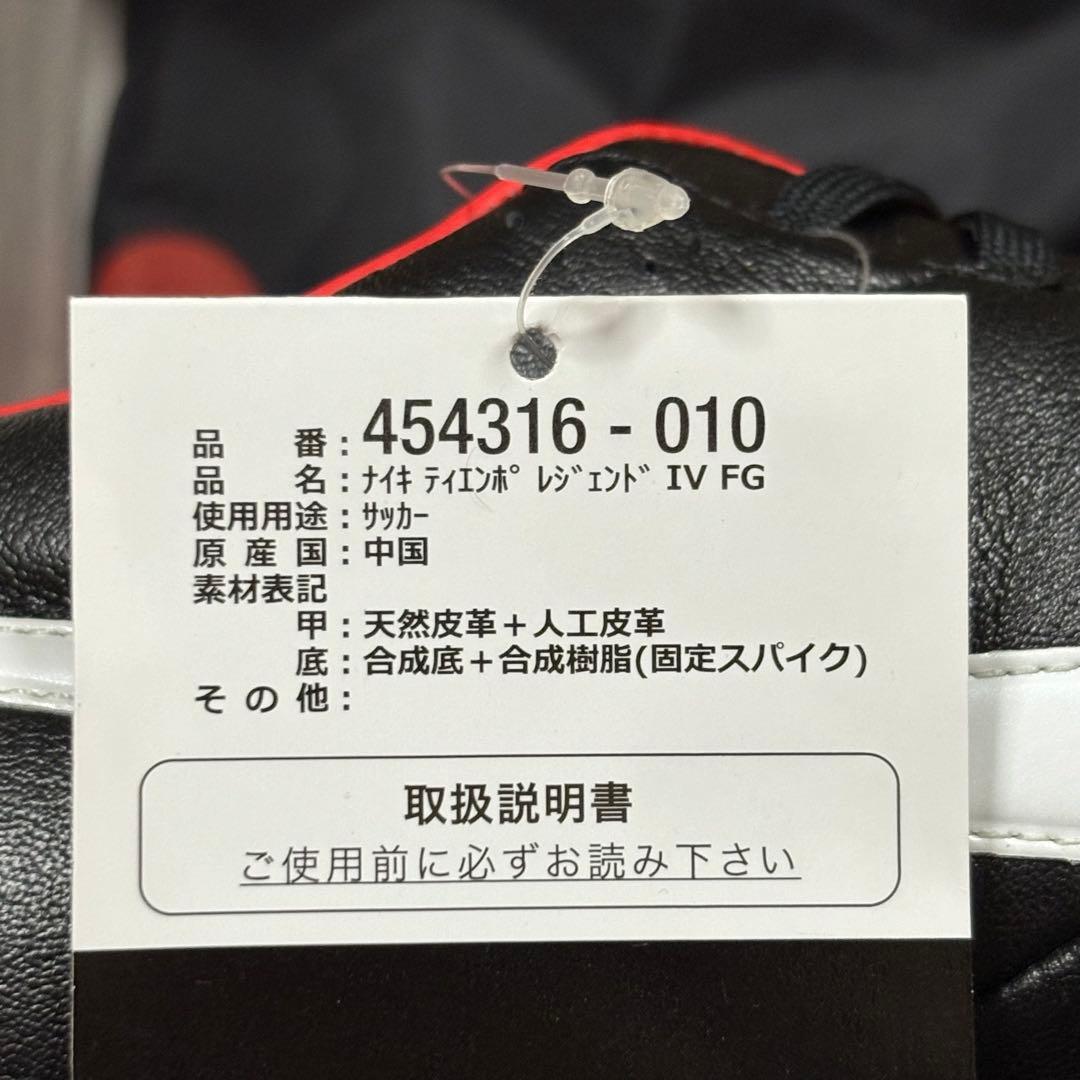 品番：454316 - 010
品名：ﾅｲｷ ﾃｨｴﾝﾎﾟ ﾚｼﾞｪﾝﾄﾞ IV FG
使用用途：ｻｯｶｰ
原産国：中国
素材表記
甲：天然皮革＋人工皮革
底：合成底＋合成樹脂(固定スパイク)
その他：
取扱説明書
ご使用前に必ずお読み下さい